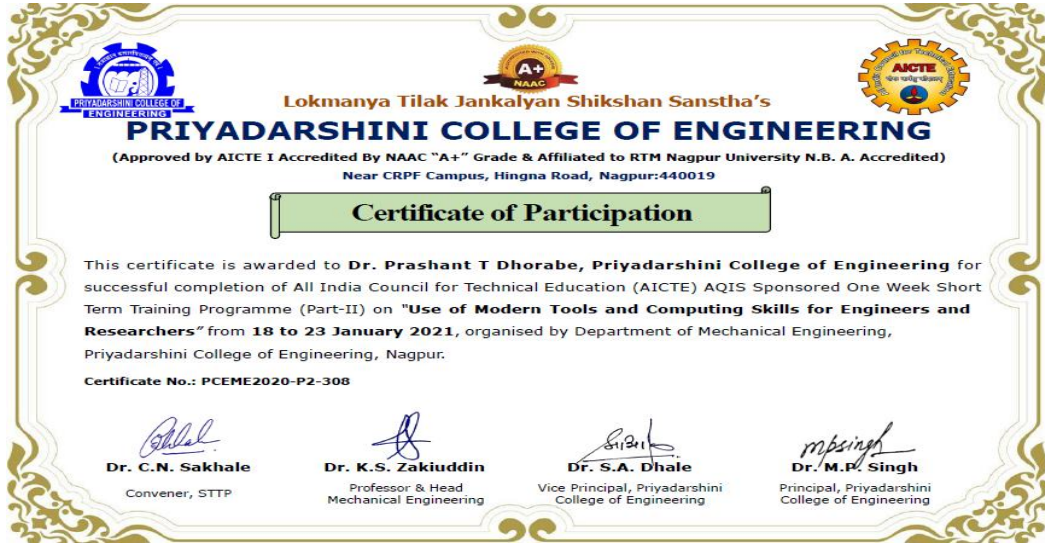 PRIYADARSHINI COLLEGE OF
ENGINEERING
A+
NAAC
AICTE
Lokmanya Tilak Jankalyan Shikshan Sanstha's
PRIYADARSHINI COLLEGE OF ENGINEERING
(Approved by AICTE I Accredited By NAAC "A+" Grade & Affiliated to RTM Nagpur University N.B. A. Accredited)
Near CRPF Campus, Hingna Road, Nagpur:440019
Certificate of Participation
This certificate is awarded to Dr. Prashant T Dhorabe, Priyadarshini College of Engineering for
successful completion of All India Council for Technical Education (AICTE) AQIS Sponsored One Week Short
Term Training Programme (Part-II) on "Use of Modern Tools and Computing Skills for Engineers and
Researchers" from 18 to 23 January 2021, organised by Department of Mechanical Engineering,
Priyadarshini College of Engineering, Nagpur.
Certificate No.: PCEME2020-P2-308
mpsingh
Dr. C.N. Sakhale Dr. K.S. Zakiuddin Dr. S.A. Dhale Dr. M.P. Singh
Convener, STTP Professor & Head Vice Principal, Priyadarshini Principal, Priyadarshini
Mechanical Engineering College of Engineering College of Engineering